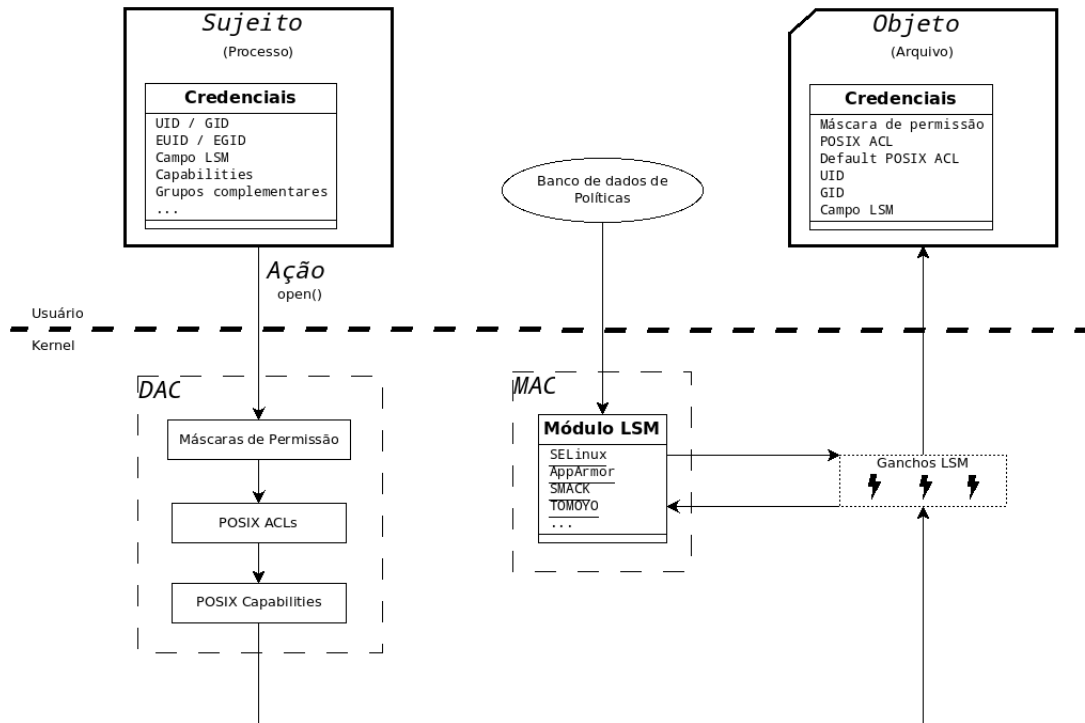 Sujeito
(Processo)
Credenciais
UID / GID
EUID / EGID
Campo LSM
Capabilities
Grupos complementares
...
Ação
open()
Banco de dados de
Políticas
Objeto
(Arquivo)
Credenciais
Máscara de permissão
POSIX ACL
Default POSIX ACL
UID
GID
Campo LSM
Usuário
Kernel
DAC
Máscaras de Permissão
POSIX ACLs
POSIX Capabilities
MAC
Módulo LSM
SELinux
AppArmor
SMACK
TOMOYO
...
Ganchos LSM